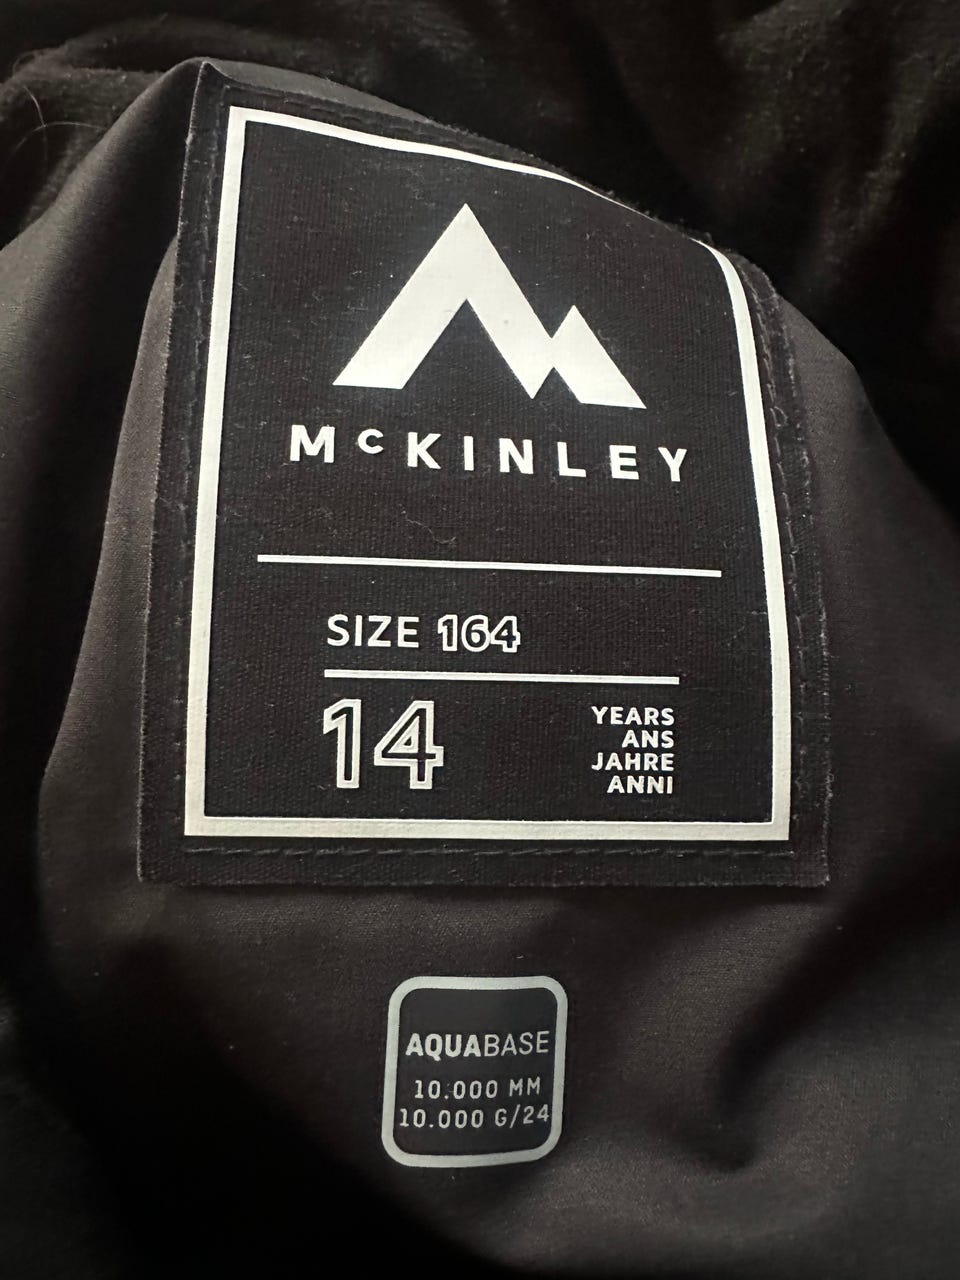 McKINLEY
SIZE 164
14
YEARS
ANS
JAHRE
ANNI
AQUABASE
10.000 MM
10.000 G/24